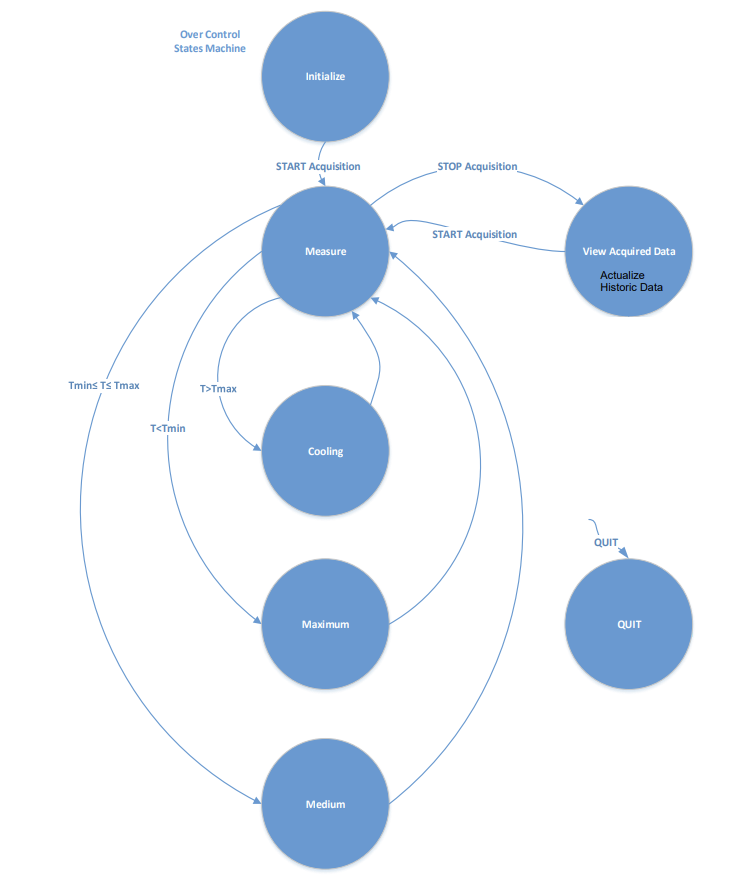 Over Control
States Machine
Initialize
START Acquisition
STOP Acquisition
START Acquisition
Measure
View Acquired Data
Actualize
Historic Data
Tmin≤ T≤ Tmax
T>Tmax
T<Tmin
Cooling
QUIT
Maximum
QUIT
Medium